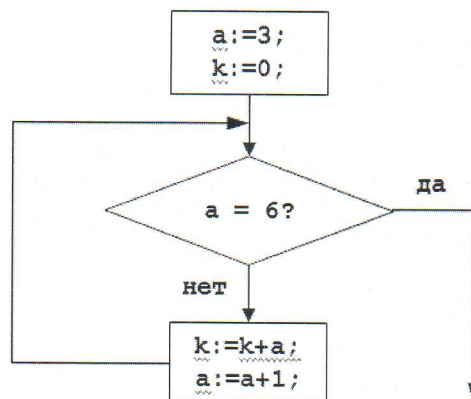 a:=3;
k:=0;
a = 6?
да
нет
k:=k+a;
a:=a+1;